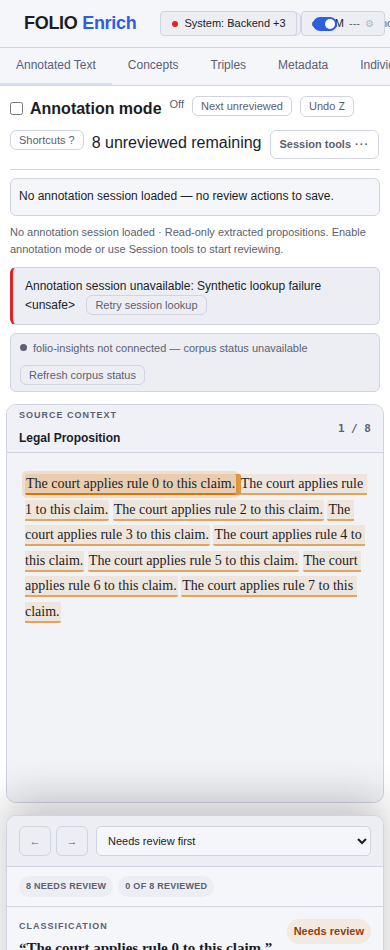 FOLIO Enrich
System: Backend +3
M ---
Annotated Text Concepts Triples Metadata
Annotation mode Off Next unreviewed Undo Z
Shortcuts ? 8 unreviewed remaining Session tools ···
No annotation session loaded — no review actions to save.
No annotation session loaded · Read-only extracted propositions. Enable
annotation mode or use Session tools to start reviewing.
Annotation session unavailable: Synthetic lookup failure
<unsafe> Retry session lookup
folio-insights not connected — corpus status unavailable
Refresh corpus status
SOURCE CONTEXT
Legal Proposition
1 / 8
The court applies rule 0 to this claim. The court applies rule
1 to this claim. The court applies rule 2 to this claim. The
court applies rule 3 to this claim. The court applies rule 4 to
this claim. The court applies rule 5 to this claim. The court
applies rule 6 to this claim. The court applies rule 7 to this
claim.
← → Needs review first
8 NEEDS REVIEW 0 OF 8 REVIEWED
CLASSIFICATION
Needs review
“The court applies rule 0 to this claim.”